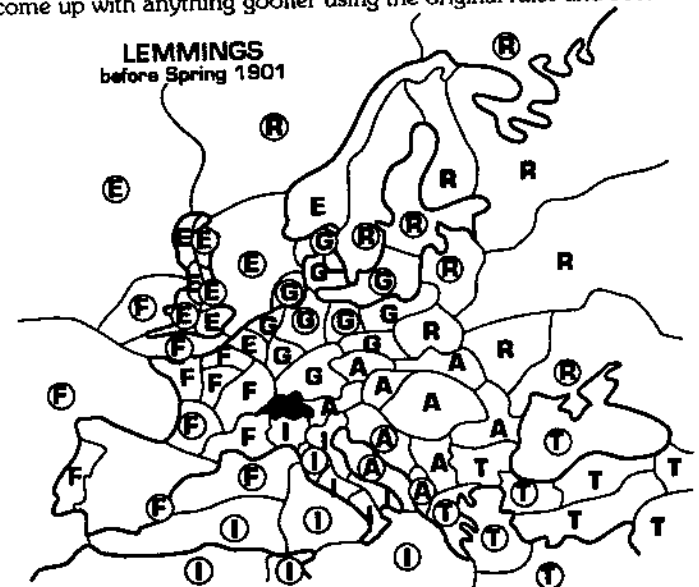 come up with anything goofier using the original rules and
LEMMINGS
before Spring 1901
R
R
E R R
E
E E G R R
E G R R
E E G G
F E E G G G G R
F F E G G A R
F F F G A A R
F A A
F F I I A A T
F F I A A T T T
F I I A T
I I I T T T
I T
I I T